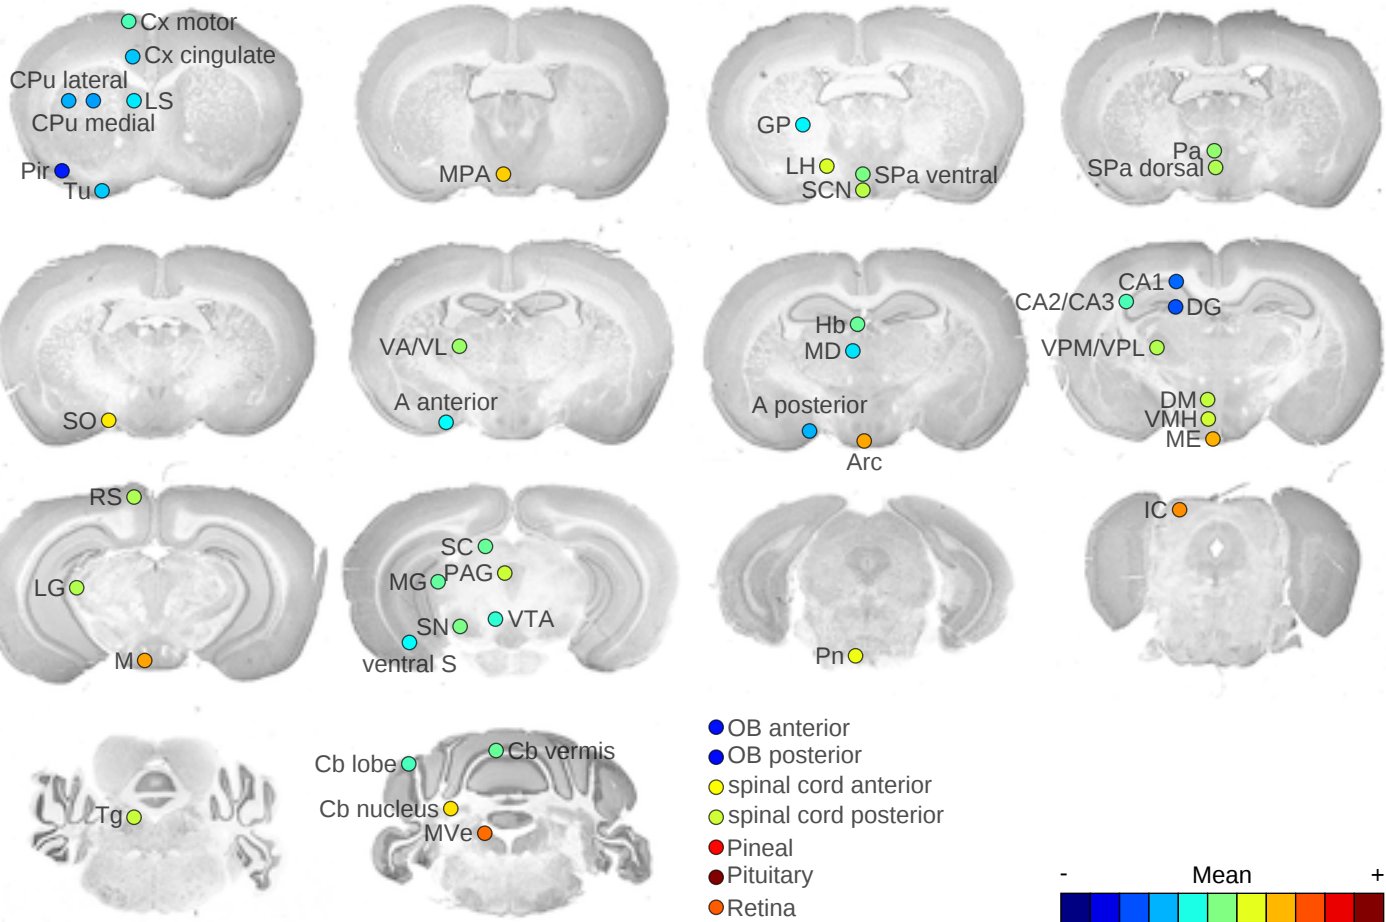 Cx motor
Cx cingulate
CPu lateral
LS
CPu medial
Pir
Tu
MPA
GP
LH
SPa ventral
SCN
Pa
SPa dorsal
SO
VA/VL
A anterior
Hb
MD
A posterior
Arc
CA1
CA2/CA3
DG
VPM/VPL
DM
VMH
ME
RS
LG
M
SC
MG
PAG
SN
VTA
ventral S
Pn
IC
Tg
Cb lobe
Cb vermis
Cb nucleus
MVe
OB anterior
OB posterior
spinal cord anterior
spinal cord posterior
Pineal
Pituitary
Retina
- Mean +